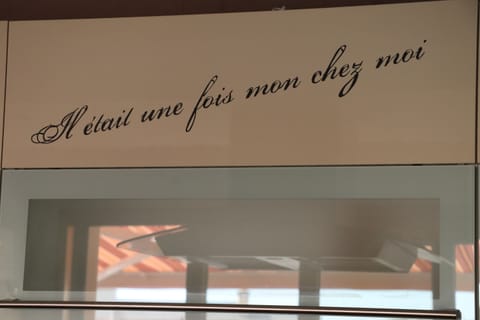 Il était une fois mon chez moi